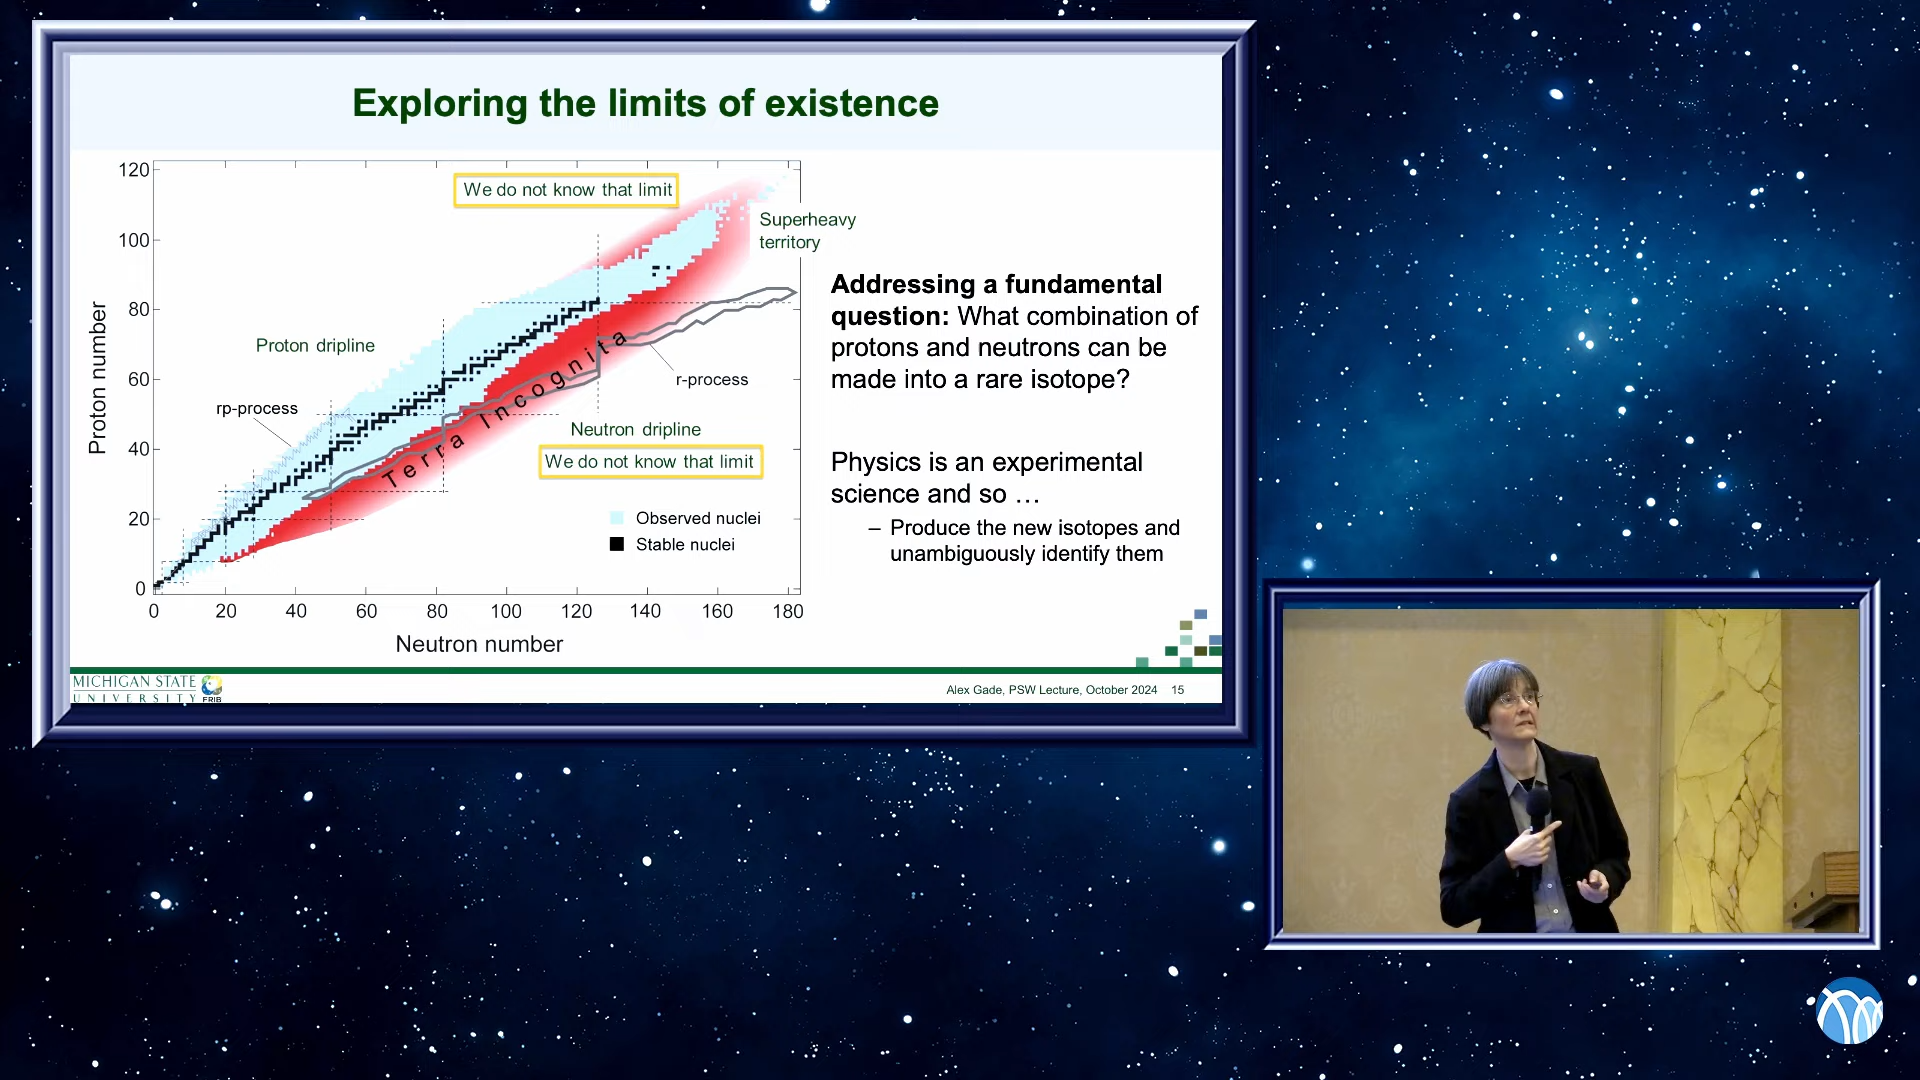 Exploring the limits of existence
120
100
80
60
40
20
0
Proton number
We do not know that limit
Superheavy
territory
Proton dripline
rp-process
r-process
Terra Incognita
Neutron dripline
We do not know that limit
Observed nuclei
Stable nuclei
0 20 40 60 80 100 120 140 160 180
Neutron number
Addressing a fundamental
question: What combination of
protons and neutrons can be
made into a rare isotope?
Physics is an experimental
science and so …
– Produce the new isotopes and
unambiguously identify them
MICHIGAN STATE
UNIVERSITY
FRIB
Alex Gade, PSW Lecture, October 2024 15